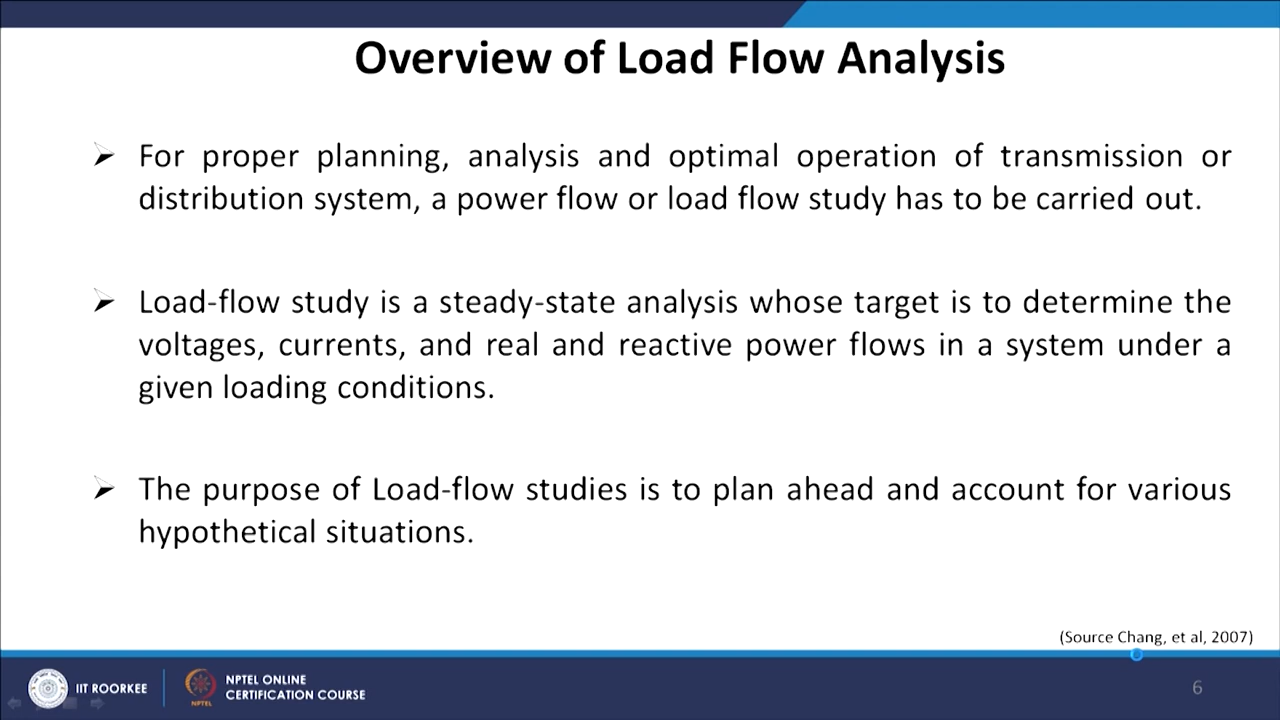 Overview of Load Flow Analysis
For proper planning, analysis and optimal operation of transmission or
distribution system, a power flow or load flow study has to be carried out.
Load-flow study is a steady-state analysis whose target is to determine the
voltages, currents, and real and reactive power flows in a system under a
given loading conditions.
The purpose of Load-flow studies is to plan ahead and account for various
hypothetical situations.
(Source Chang, et al, 2007)
IIT ROORKEE
NPTEL
NPTEL ONLINE
CERTIFICATION COURSE
6